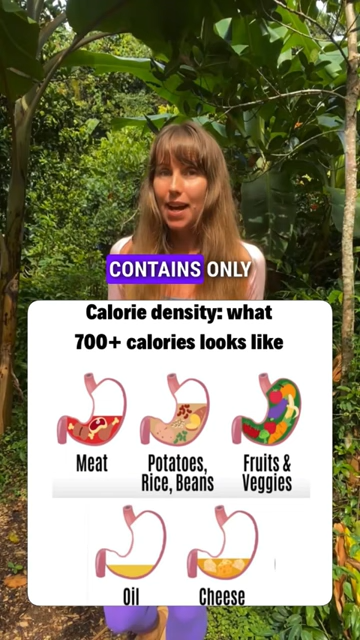 CONTAINS ONLY
Calorie density: what
700+ calories looks like
Meat
Potatoes,
Rice, Beans
Fruits &
Veggies
Oil
Cheese